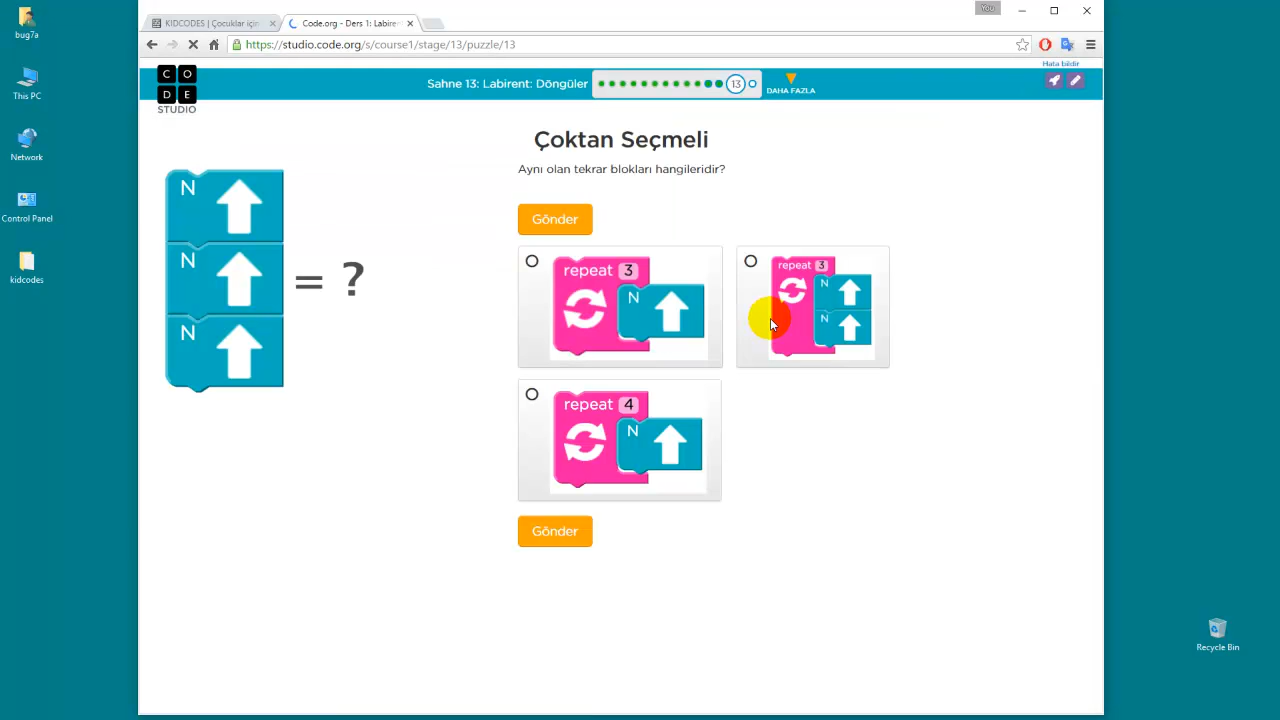 You
KIDCODES | Çocuklar için
Code.org - Ders 1: Labiren
https://studio.code.org/s/course1/stage/13/puzzle/13
Hata bildir
C O
D E
STUDIO
Sahne 13: Labirent: Döngüler
13
DAHA FAZLA
Çoktan Seçmeli
Aynı olan tekrar blokları hangileridir?
N
N
N
= ?
Gönder
repeat 3
N
repeat 3
N
N
repeat 4
N
Gönder
bug7a
This PC
Network
Control Panel
kidcodes
Recycle Bin